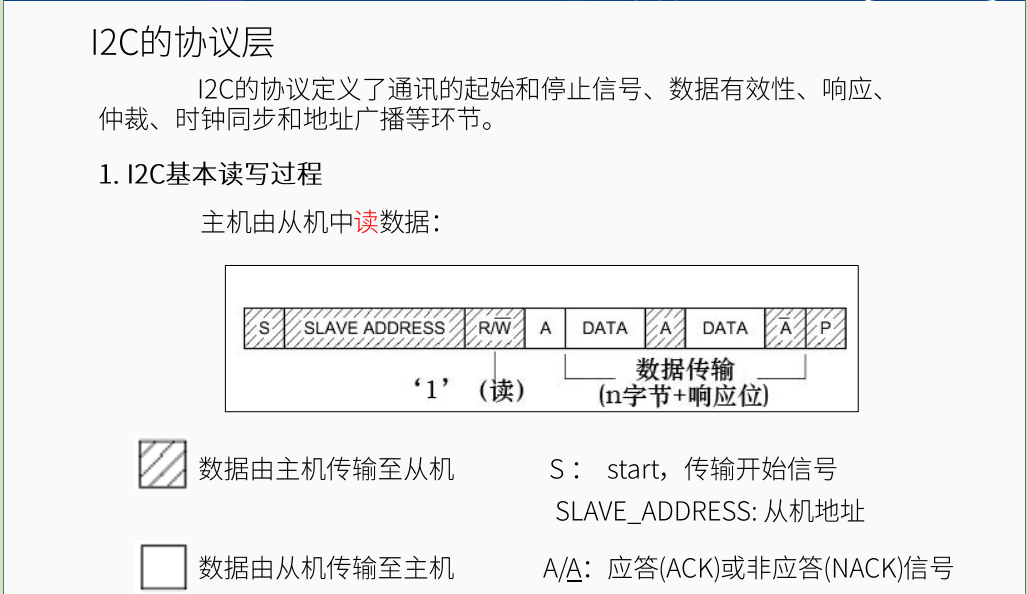 I2C的协议层
I2C的协议定义了通讯的起始和停止信号、数据有效性、响应、
仲裁、时钟同步和地址广播等环节。
1. I2C基本读写过程
主机由从机中读数据：
S SLAVE ADDRESS R/W̅ A DATA A DATA A̅ P
‘1’ (读) 数据传输
(n字节+响应位)
数据由主机传输至从机 S： start，传输开始信号
SLAVE_ADDRESS: 从机地址
数据由从机传输至主机 A/A：应答(ACK)或非应答(NACK)信号